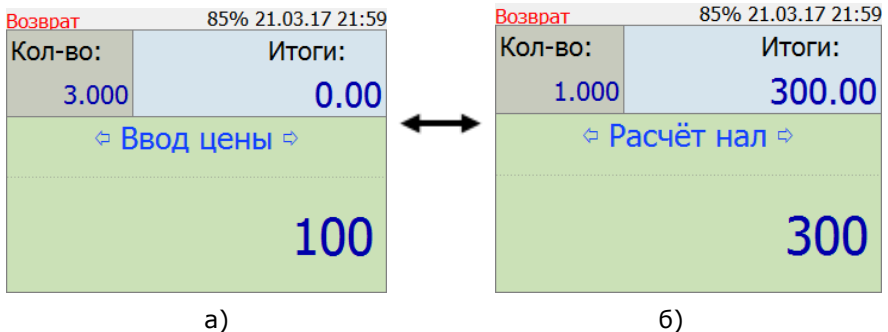 Возврат 85% 21.03.17 21:59
Кол-во: Итоги:
3.000 0.00
⇦ Ввод цены ⇨
100
а)
Возврат 85% 21.03.17 21:59
Кол-во: Итоги:
1.000 300.00
⇦ Расчёт нал ⇨
300
б)